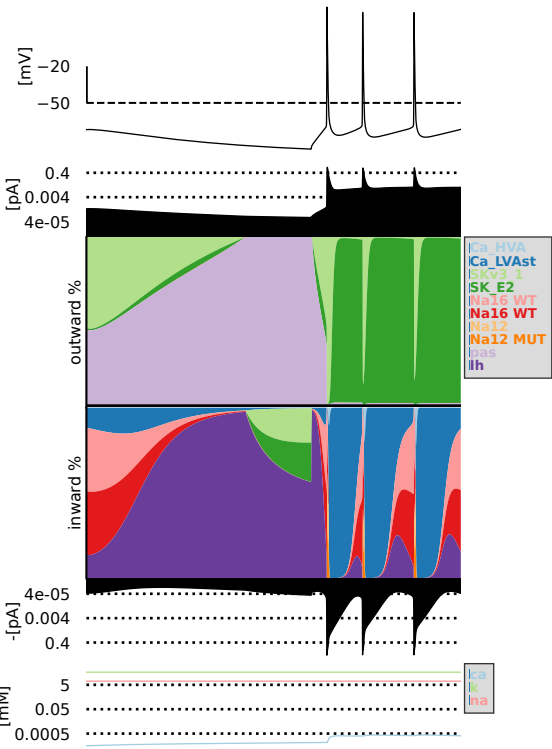 [mV]
−20
−50
[pA]
0.4
0.004
4e-05
outward %
Ca_HVA
Ca_LVAst
SKv3_1
SK_E2
Na16 WT
Na16 WT
Na12
Na12 MUT
pas
Ih
inward %
-[pA]
4e-05
0.004
0.4
[mM]
5
0.05
0.0005
ca
k
na